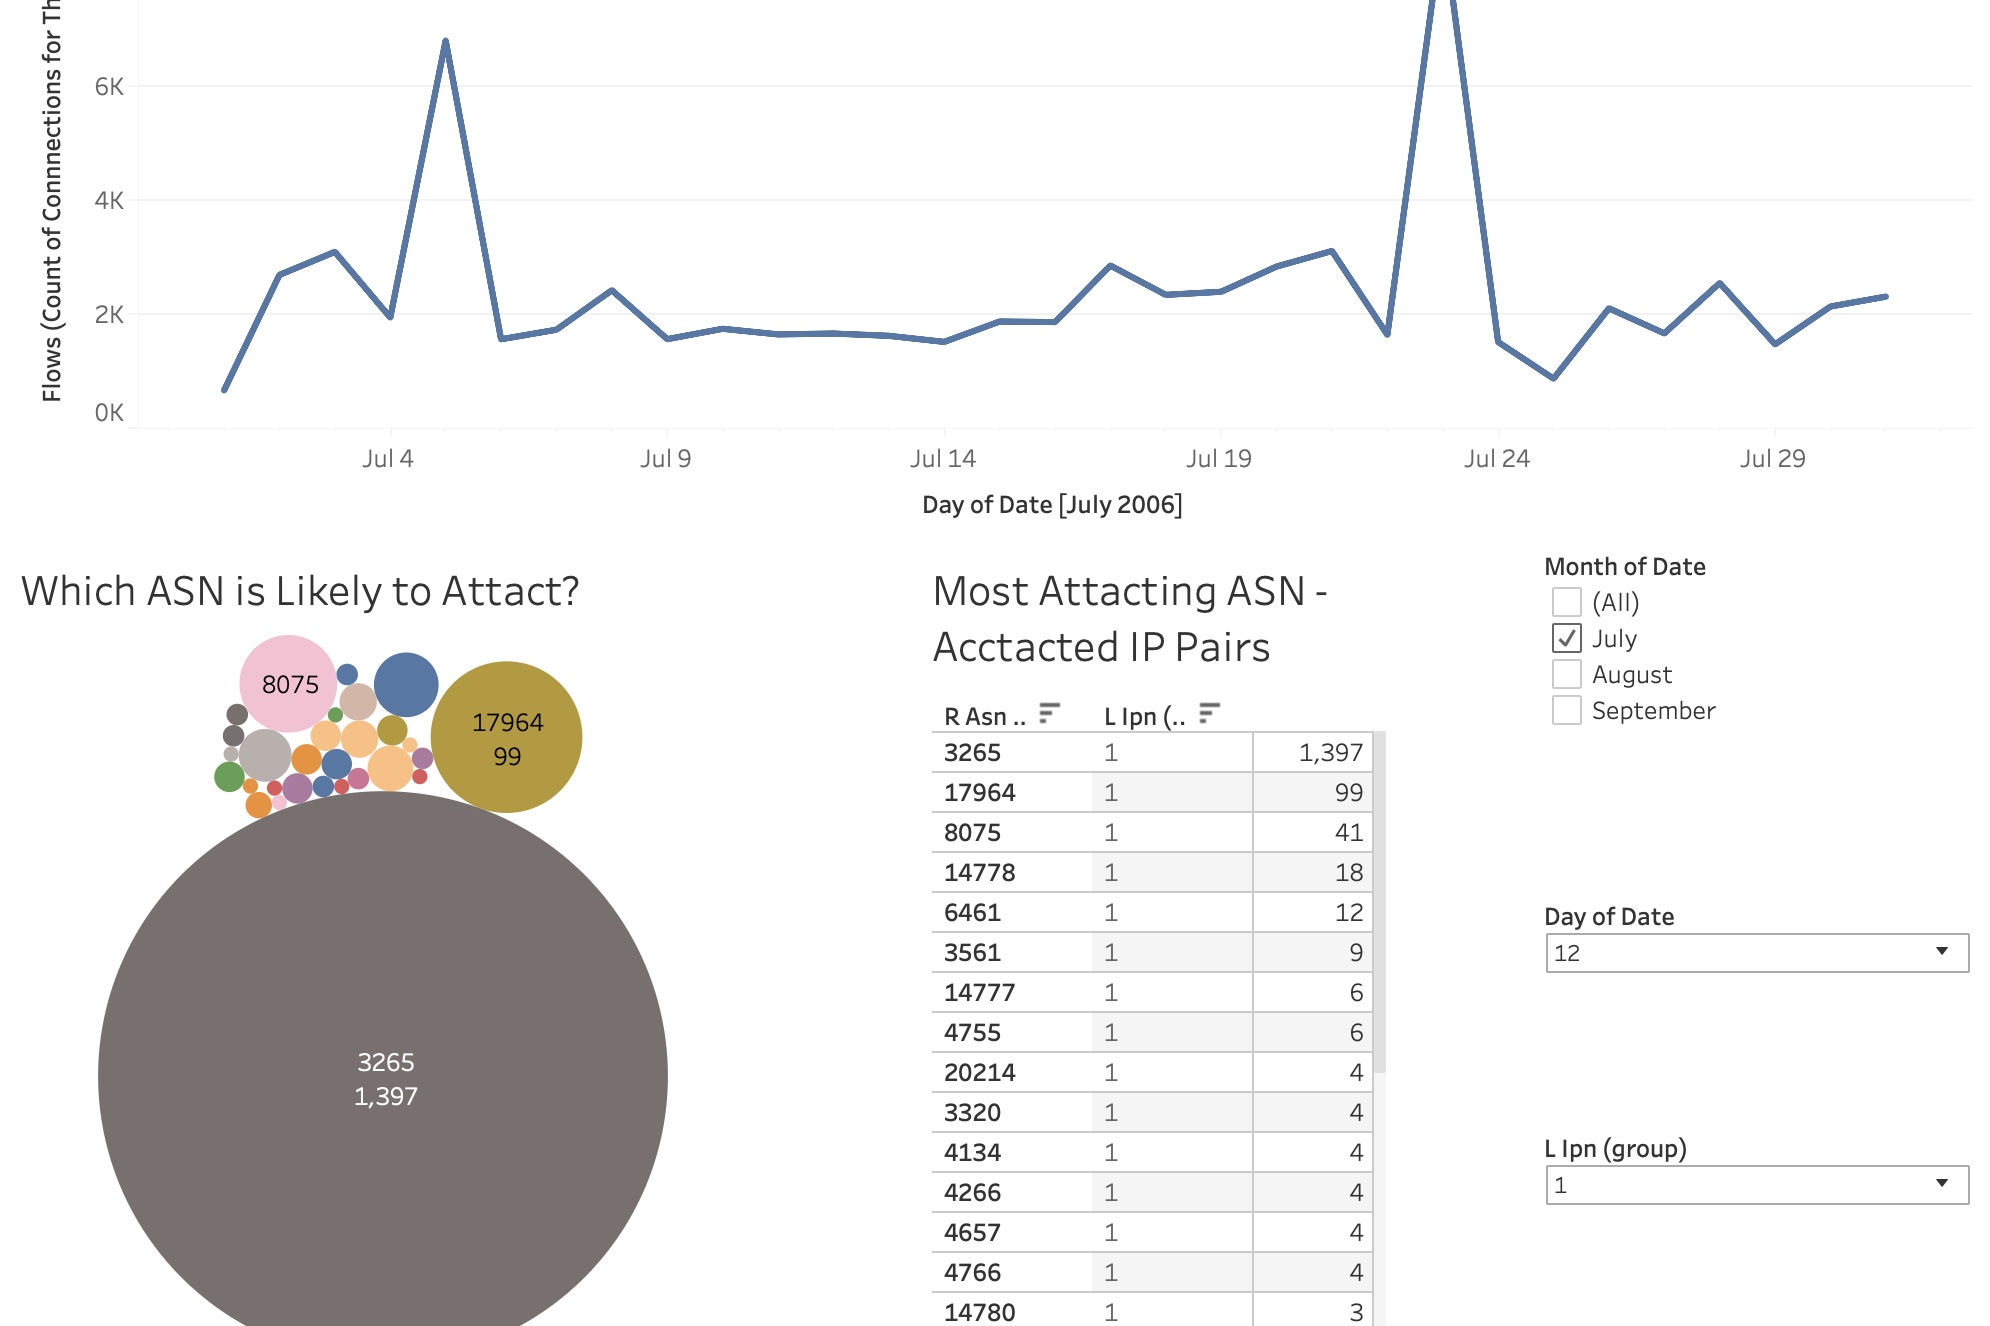 Flows (Count of Connnections for Th
6K
4K
2K
0K
Jul 4
Jul 9
Jul 14
Jul 19
Jul 24
Jul 29
Day of Date [July 2006]
Which ASN is Likely to Attact?
8075
17964
99
3265
1,397
Most Attacting ASN -
Acctacted IP Pairs
R Asn .. L Ipn (..
3265 1 1,397
17964 1 99
8075 1 41
14778 1 18
6461 1 12
3561 1 9
14777 1 6
4755 1 6
20214 1 4
3320 1 4
4134 1 4
4266 1 4
4657 1 4
4766 1 4
14780 1 3
Month of Date
(All)
July
August
September
Day of Date
12
L Ipn (group)
1